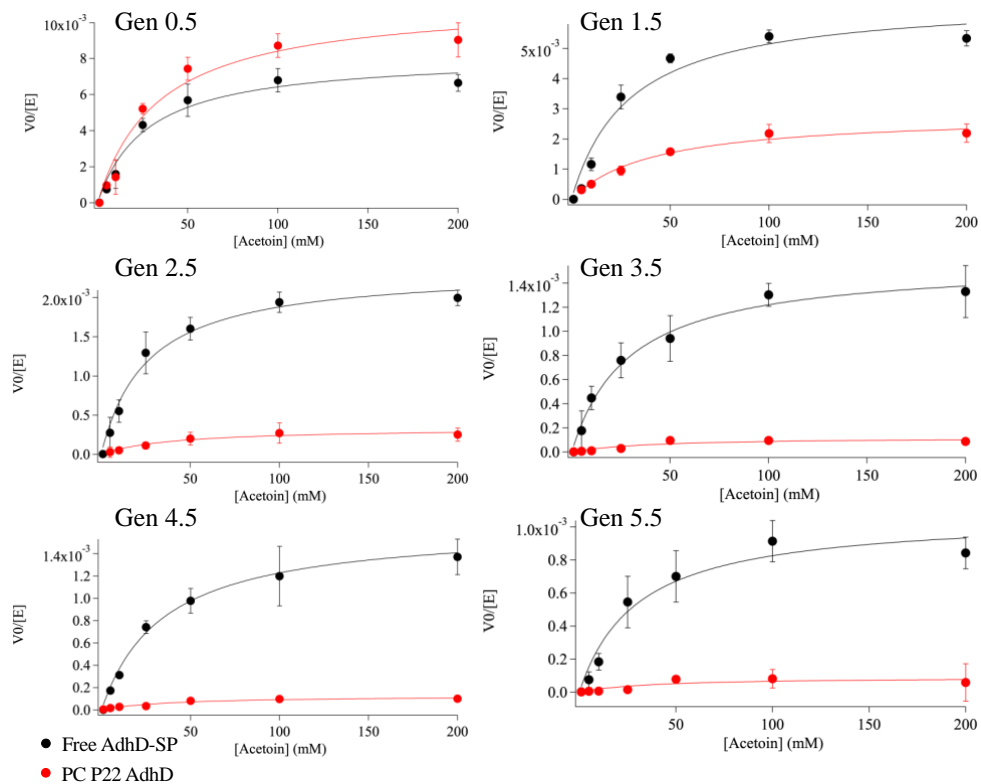 Gen 0.5
10x10⁻³
8
6
4
2
0
V0/[E]
50
100
150
200
[Acetoin] (mM)
Gen 1.5
5x10⁻³
4
3
2
1
0
V0/[E]
50
100
150
200
[Acetoin] (mM)
Gen 2.5
2.0x10⁻³
1.5
1.0
0.5
0.0
V0/[E]
50
100
150
200
[Acetoin] (mM)
Gen 3.5
1.4x10⁻³
1.2
1.0
0.8
0.6
0.4
0.2
0.0
V0/[E]
50
100
150
200
[Acetoin] (mM)
Gen 4.5
1.4x10⁻³
1.2
1.0
0.8
0.6
0.4
0.2
0.0
V0/[E]
50
100
150
200
[Acetoin] (mM)
Gen 5.5
1.0x10⁻³
0.8
0.6
0.4
0.2
0.0
V0/[E]
50
100
150
200
[Acetoin] (mM)
Free AdhD-SP
PC P22 AdhD